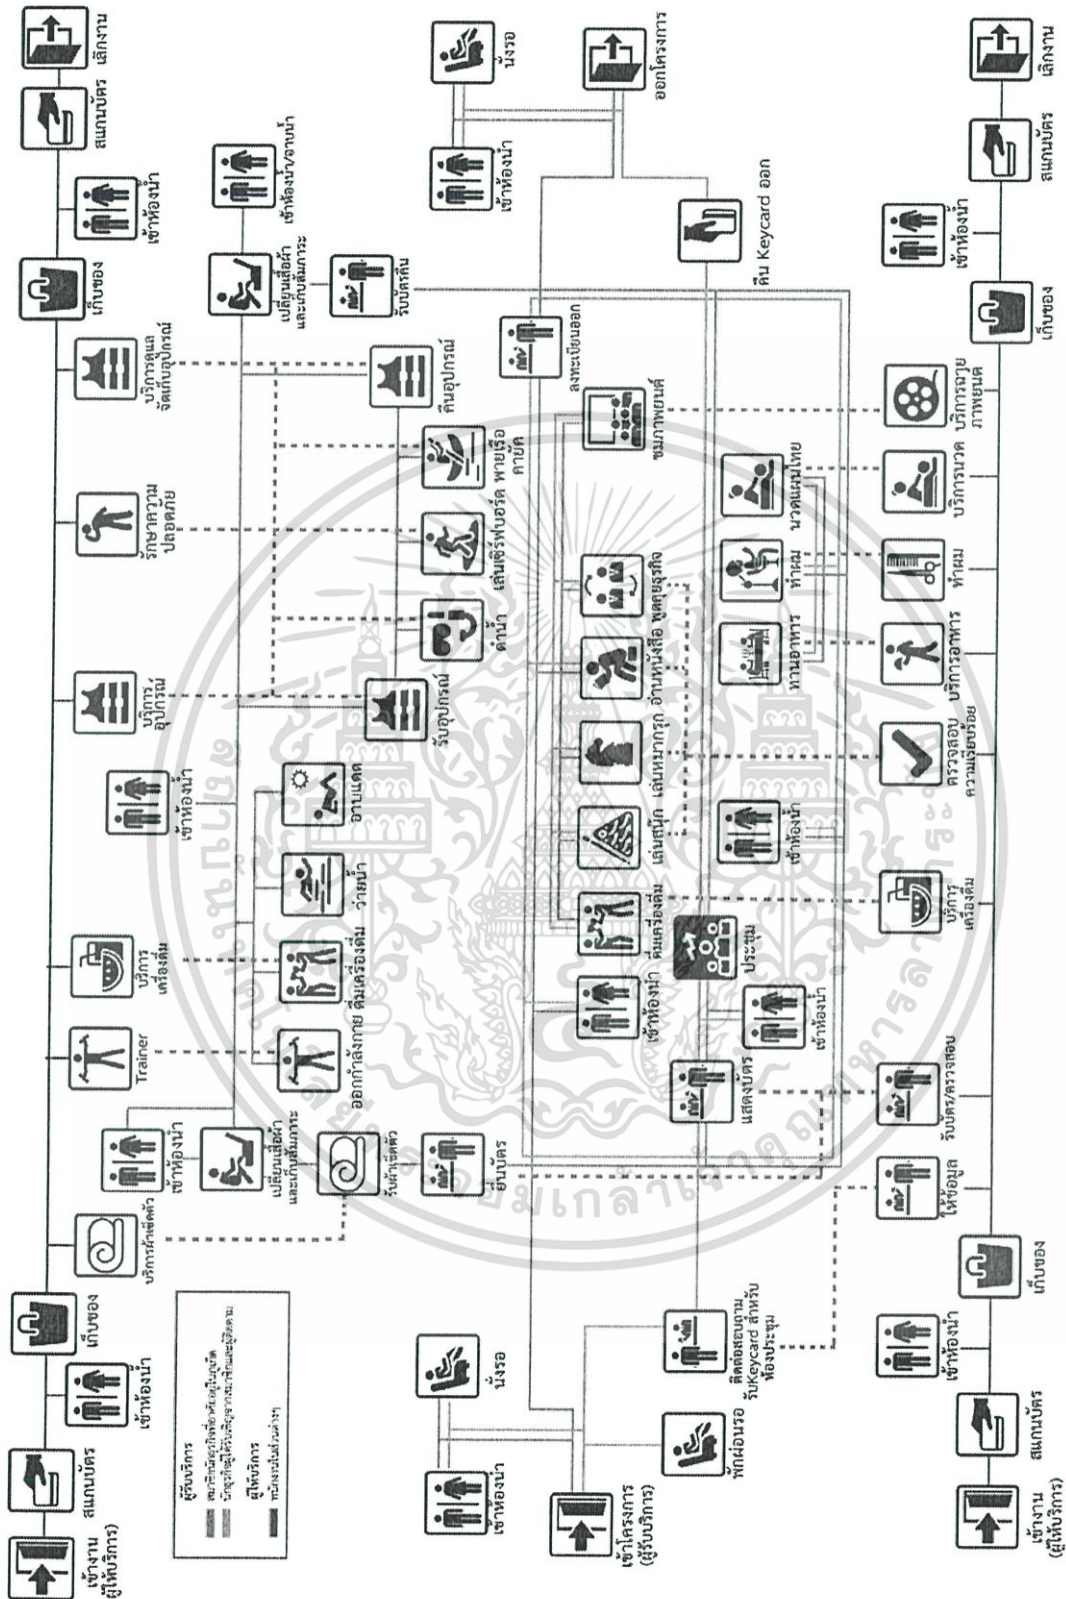 เข้างาน
ผู้ให้บริการ)
สแกนบัตร
เข้าห้องน้ำ
เก็บของ
บริการผ้าเช็ดตัว
Trainer
บริการ
เครื่องดื่ม
บริการ
อุปกรณ์
รักษาความ
ปลอดภัย
บริการดูแล
จัดเก็บอุปกรณ์
เก็บของ
เข้าห้องน้ำ
สแกนบัตร
เลิกงาน
ผู้รับบริการ
ผู้ให้บริการ
พนักงานในส่วนต่างๆ
เข้าห้องน้ำ
เปลี่ยนเสื้อผ้า
และเก็บสัมภาระ
รับผ้าเช็ดตัว
ยื่นบัตร
ออกกำลังกาย
ดื่มเครื่องดื่ม
ว่ายน้ำ
อาบแดด
เข้าห้องน้ำ
รับอุปกรณ์
ดำน้ำ
เล่นเซิร์ฟบอร์ด
พายเรือ
คายัค
คืนอุปกรณ์
เปลี่ยนเสื้อผ้า
และเก็บสัมภาระ
เข้าห้องน้ำ/อาบน้ำ
รับบัตรคืน
เข้าห้องน้ำ
นั่งรอ
เข้าโครงการ
(ผู้รับบริการ)
พักผ่อนรอ
ติดต่อสอบถาม
รับKeycard สำหรับ
ห้องประชุม
เข้าห้องน้ำ
ดื่มเครื่องดื่ม
เล่นสนุก
เล่นหมากรุก
อ่านหนังสือ
พูดคุยธุรกิจ
ชมภาพยนต์
ลงทะเบียนออก
เข้าห้องน้ำ
นั่งรอ
ออกโครงการ
แสดงบัตร
เข้าห้องน้ำ
ประชุม
เข้าห้องน้ำ
ทานอาหาร
ทำผม
นวดแผนไทย
คืน Keycard ออก
เข้างาน
(ผู้ให้บริการ)
สแกนบัตร
เข้าห้องน้ำ
เก็บของ
ให้ข้อมูล
รับบัตร/ตรวจสอบ
บริการ
เครื่องดื่ม
ตรวจสอบ
ความเรียบร้อย
บริการอาหาร
ทำผม
บริการนวด
บริการฉาย
ภาพยนต์
เก็บของ
เข้าห้องน้ำ
สแกนบัตร
เลิกงาน